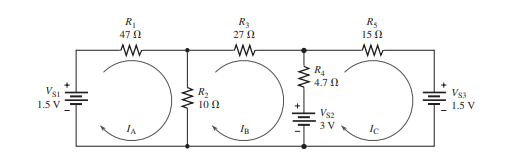 R1
47 Ω
R3
27 Ω
R5
15 Ω
+
VS1
1.5 V
–
R2
10 Ω
R4
4.7 Ω
+
VS2
3 V
–
+
VS3
1.5 V
–
IA
IB
IC